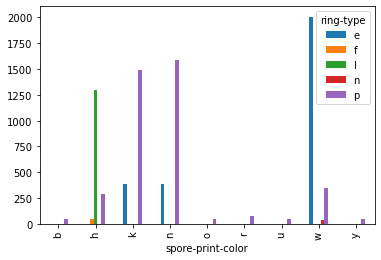 2000
1750
1500
1250
1000
750
500
250
0
ring-type
e
f
l
n
p
b
h
k
n
o
r
u
w
y
spore-print-color